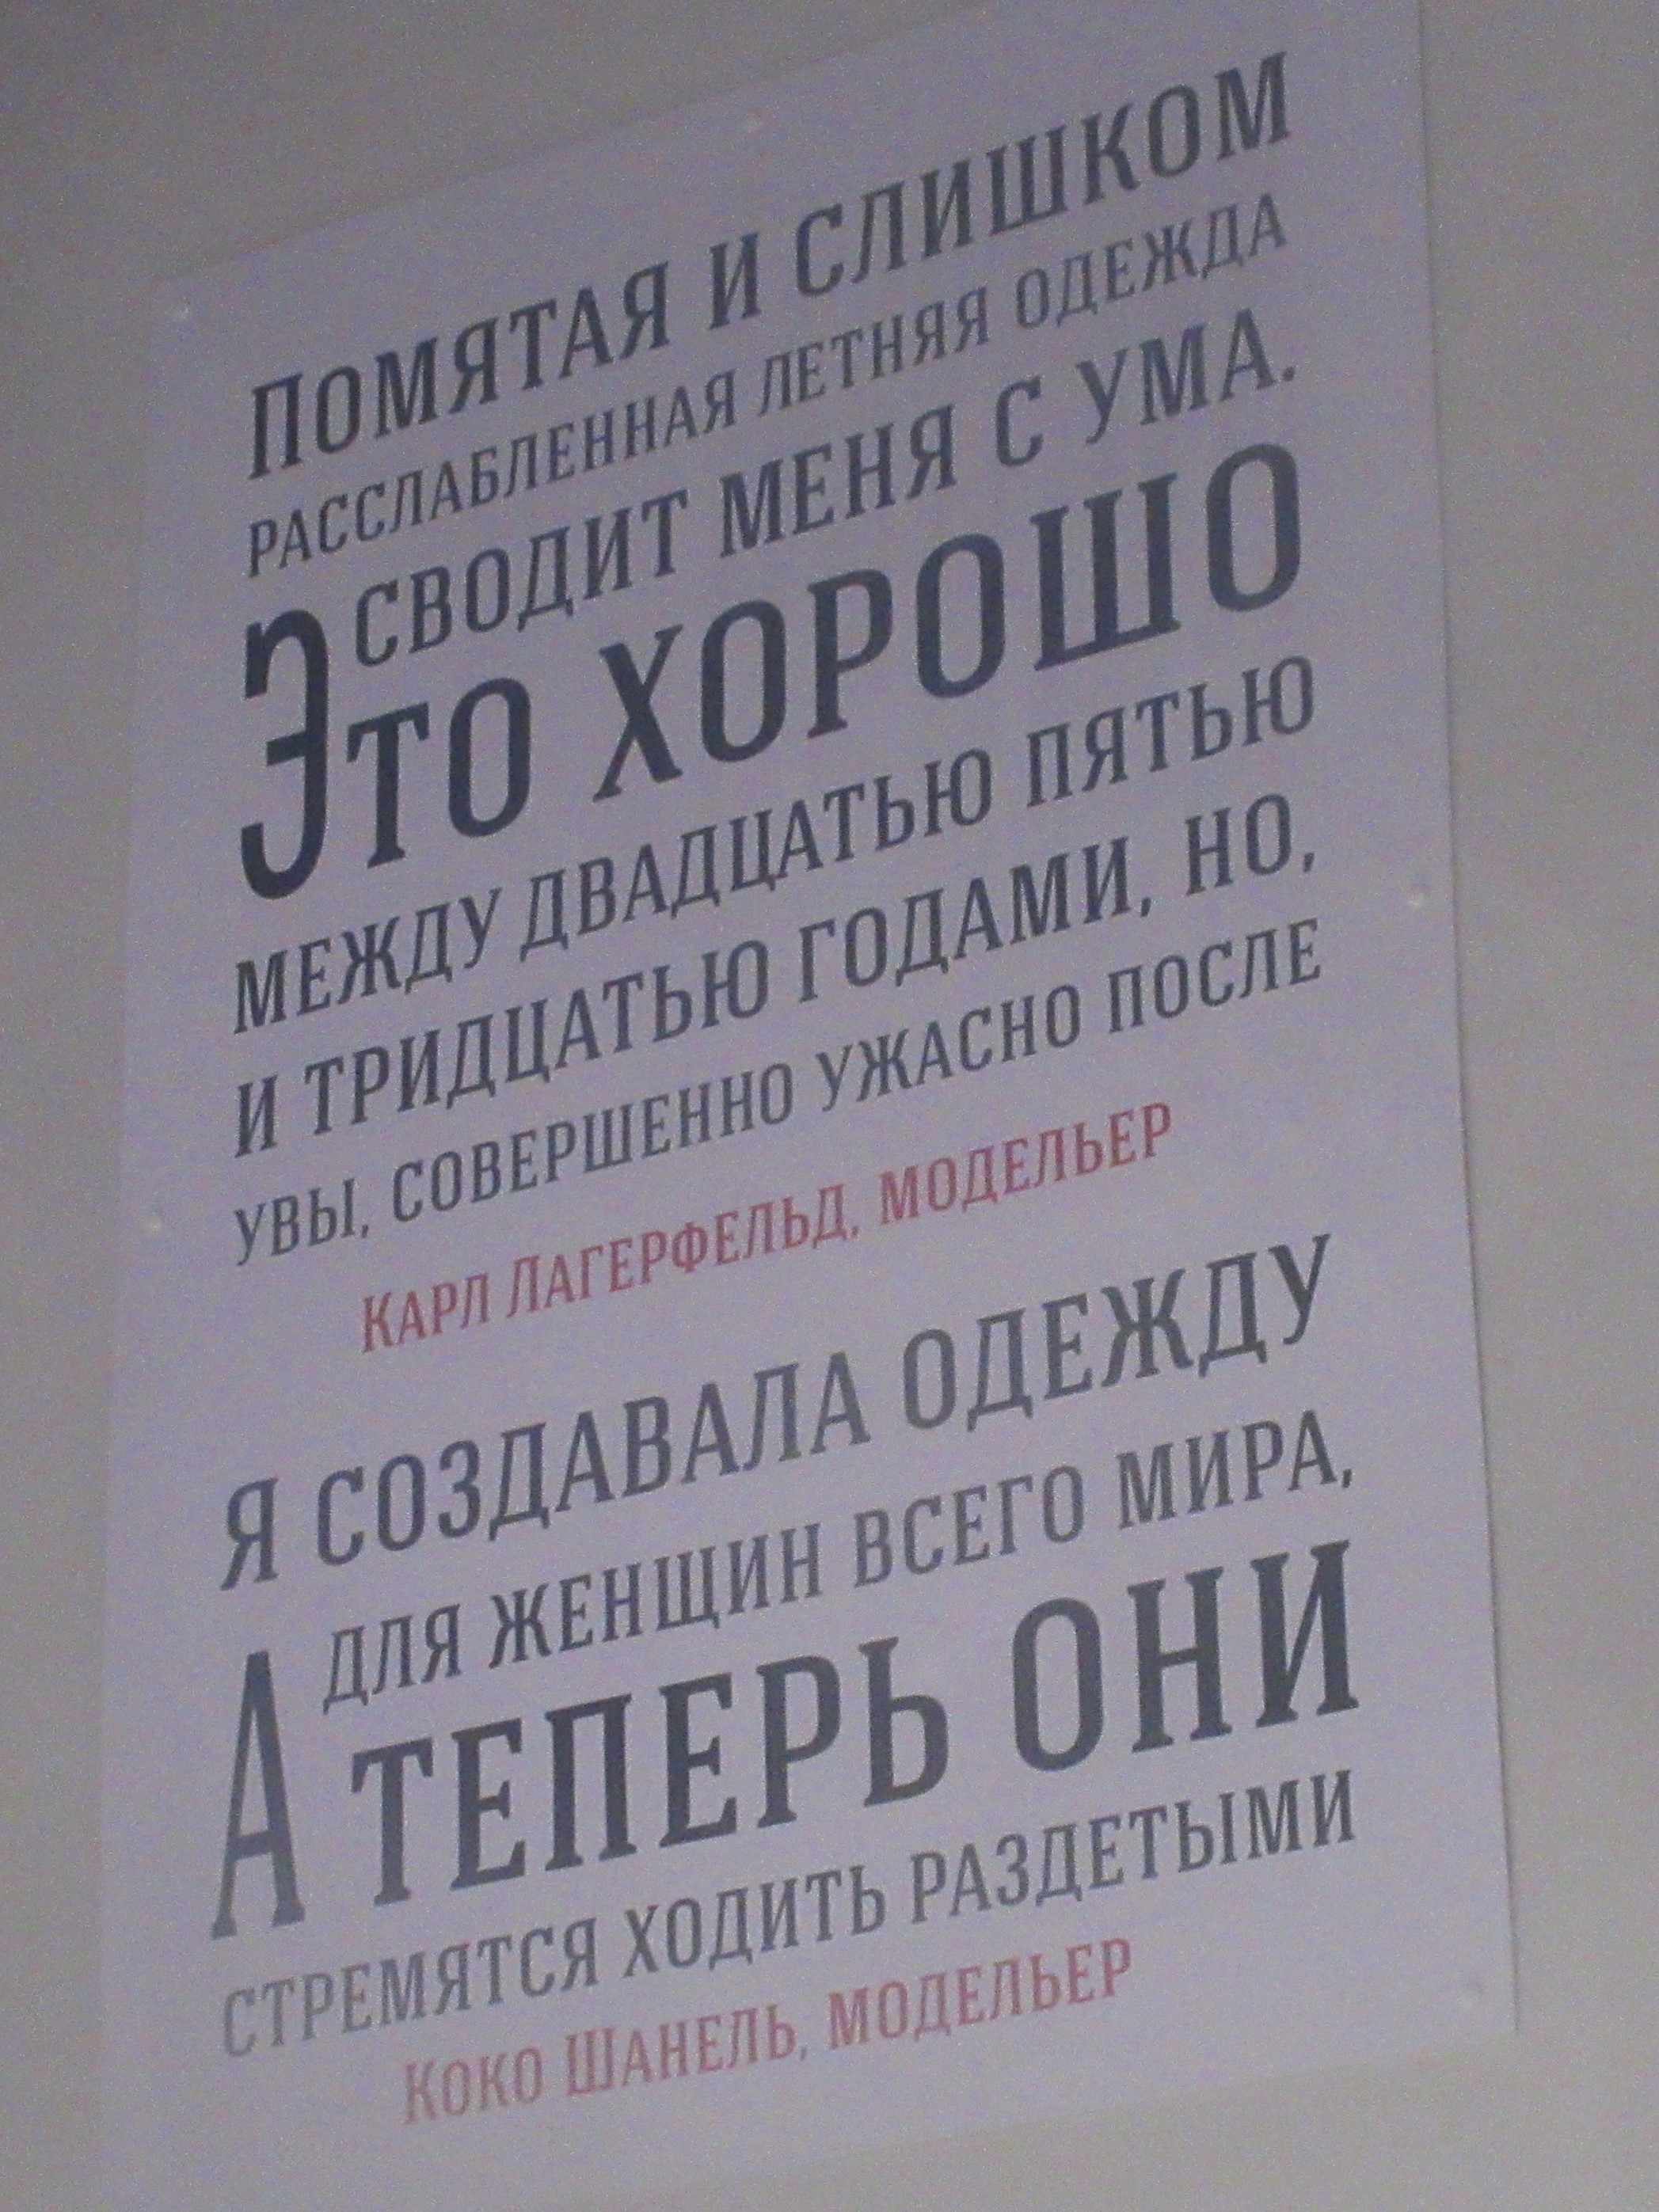 ПОМЯТАЯ И СЛИШКОМ
РАССЛАБЛЕННАЯ ЛЕТНЯЯ ОДЕЖДА
СВОДИТ МЕНЯ С УМА.
ЭТО ХОРОШО
МЕЖДУ ДВАДЦАТЬЮ ПЯТЬЮ
И ТРИДЦАТЬЮ ГОДАМИ, НО,
УВЫ, СОВЕРШЕННО УЖАСНО ПОСЛЕ
КАРЛ ЛАГЕРФЕЛЬД, МОДЕЛЬЕР
Я СОЗДАВАЛА ОДЕЖДУ
ДЛЯ ЖЕНЩИН ВСЕГО МИРА,
А ТЕПЕРЬ ОНИ
СТРЕМЯТСЯ ХОДИТЬ РАЗДЕТЫМИ
КОКО ШАНЕЛЬ, МОДЕЛЬЕР